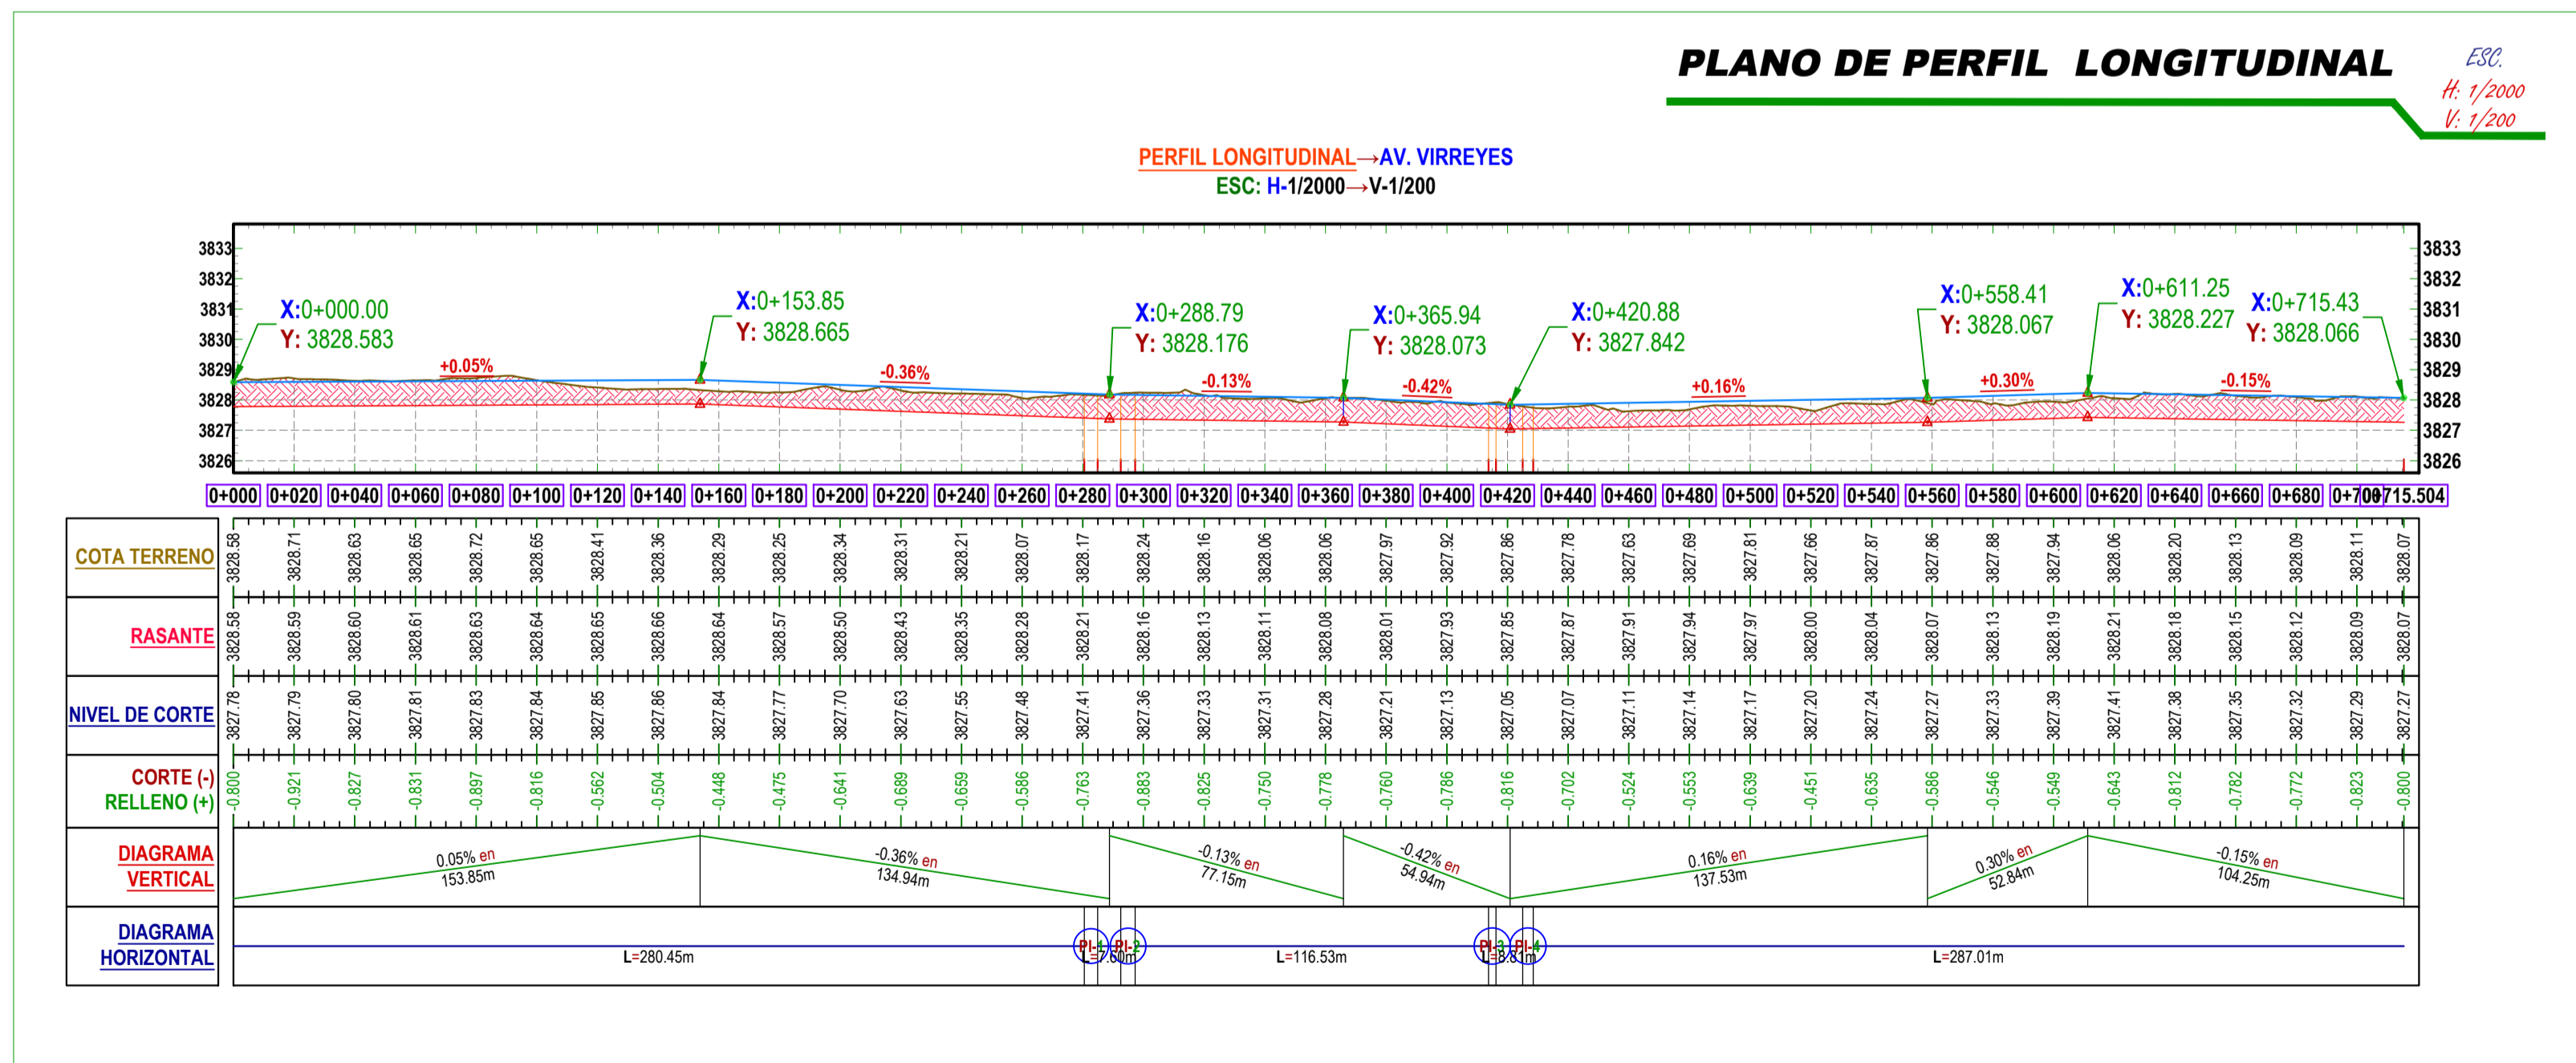 PLANO DE PERFIL LONGITUDINAL
ESC.
H: 1/2000
V: 1/200
PERFIL LONGITUDINAL→AV. VIRREYES
ESC: H-1/2000→V-1/200
3833
3832
3831
3830
3829
3828
3827
3826
X:0+000.00
Y: 3828.583
X:0+153.85
Y: 3828.665
X:0+288.79
Y: 3828.176
X:0+365.94
Y: 3828.073
X:0+420.88
Y: 3827.842
X:0+558.41
Y: 3828.067
X:0+611.25
Y: 3828.227
X:0+715.43
Y: 3828.066
+0.05%
-0.36%
-0.13%
-0.42%
+0.16%
+0.30%
-0.15%
3833
3832
3831
3830
3829
3828
3827
3826
0+000 0+020 0+040 0+060 0+080 0+100 0+120 0+140 0+160 0+180 0+200 0+220 0+240 0+260 0+280 0+300 0+320 0+340 0+360 0+380 0+400 0+420 0+440 0+460 0+480 0+500 0+520 0+540 0+560 0+580 0+600 0+620 0+640 0+660 0+680 0+700 0+715.504
COTA TERRENO
3828.58 3828.71 3828.63 3828.65 3828.72 3828.65 3828.41 3828.36 3828.29 3828.25 3828.34 3828.31 3828.21 3828.07 3828.17 3828.24 3828.16 3828.06 3828.06 3827.97 3827.92 3827.86 3827.78 3827.63 3827.69 3827.81 3827.66 3827.87 3827.86 3827.88 3827.94 3828.06 3828.20 3828.13 3828.09 3828.11 3828.07
RASANTE
3828.58 3828.59 3828.60 3828.61 3828.63 3828.64 3828.65 3828.66 3828.64 3828.57 3828.50 3828.43 3828.35 3828.28 3828.21 3828.16 3828.13 3828.11 3828.08 3828.01 3827.93 3827.85 3827.87 3827.91 3827.94 3827.97 3828.00 3828.04 3828.07 3828.13 3828.19 3828.21 3828.18 3828.15 3828.12 3828.09 3828.07
NIVEL DE CORTE
3827.78 3827.79 3827.80 3827.81 3827.83 3827.84 3827.85 3827.86 3827.84 3827.77 3827.70 3827.63 3827.55 3827.48 3827.41 3827.36 3827.33 3827.31 3827.28 3827.21 3827.13 3827.05 3827.07 3827.11 3827.14 3827.17 3827.20 3827.24 3827.27 3827.33 3827.39 3827.41 3827.38 3827.35 3827.32 3827.29 3827.27
CORTE (-)
RELLENO (+)
-0.800 -0.921 -0.827 -0.831 -0.897 -0.816 -0.562 -0.504 -0.448 -0.475 -0.641 -0.689 -0.659 -0.586 -0.763 -0.883 -0.825 -0.750 -0.778 -0.760 -0.786 -0.816 -0.702 -0.524 -0.553 -0.639 -0.451 -0.635 -0.586 -0.546 -0.549 -0.643 -0.812 -0.782 -0.772 -0.823 -0.800
DIAGRAMA
VERTICAL
0.05% en
153.85m
-0.36% en
134.94m
-0.13% en
77.15m
-0.42% en
54.94m
0.16% en
137.53m
0.30% en
52.84m
-0.15% en
104.25m
DIAGRAMA
HORIZONTAL
L=280.45m
PI-1
L=7.60m
PI-2
L=116.53m
PI-3
L=8.81m
PI-4
L=287.01m